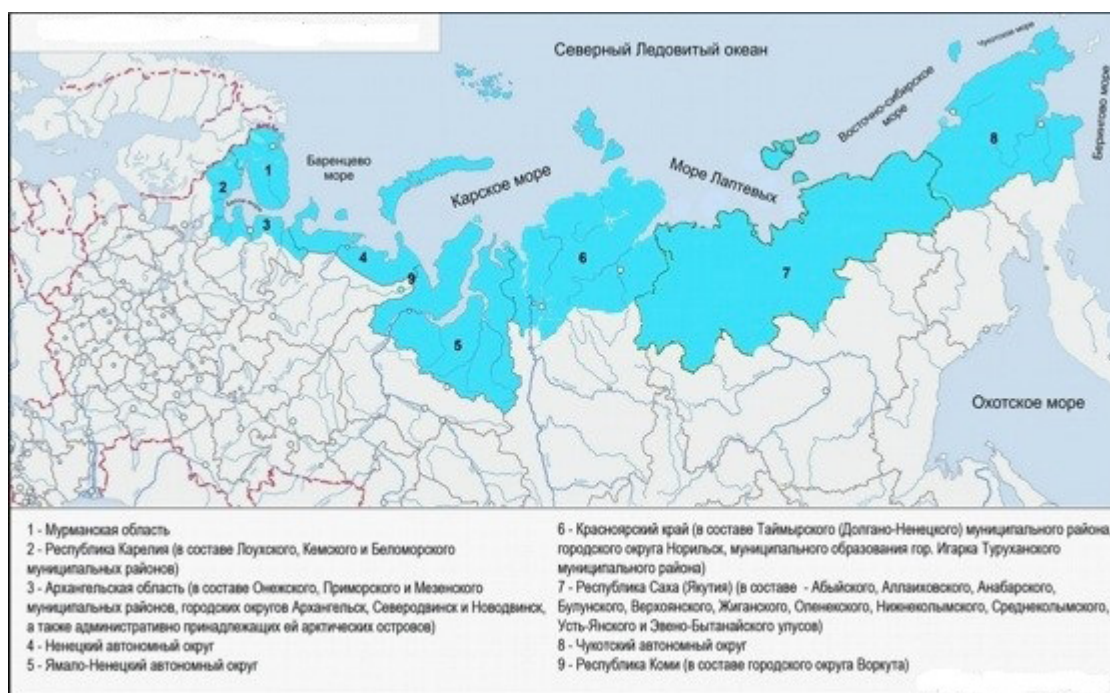 Северный Ледовитый океан
Чукотское море
Берингово море
Восточно-сибирское
море
Баренцево
море
Карское море
Море Лаптевых
Белое море
Охотское море
1
2
3
4
9
5
6
7
8
1 - Мурманская область
2 - Республика Карелия (в составе Лоухского, Кемского и Беломорского
муниципальных районов)
3 - Архангельская область (в составе Онежского, Приморского и Мезенского
муниципальных районов, городских округов Архангельск, Северодвинск и Новодвинск,
а также административно принадлежащих ей арктических островов)
4 - Ненецкий автономный округ
5 - Ямало-Ненецкий автономный округ
6 - Красноярский край (в составе Таймырского (Долгано-Ненецкого) муниципального района,
городского округа Норильск, муниципального образования гор. Игарка Туруханского
муниципального района)
7 - Республика Саха (Якутия) (в составе - Абыйского, Аллаиховского, Анабарского,
Булунского, Верхоянского, Жиганского, Оленекского, Нижнеколымского, Среднеколымского,
Усть-Янского и Эвено-Бытанайского улусов)
8 - Чукотский автономный округ
9 - Республика Коми (в составе городского округа Воркута)